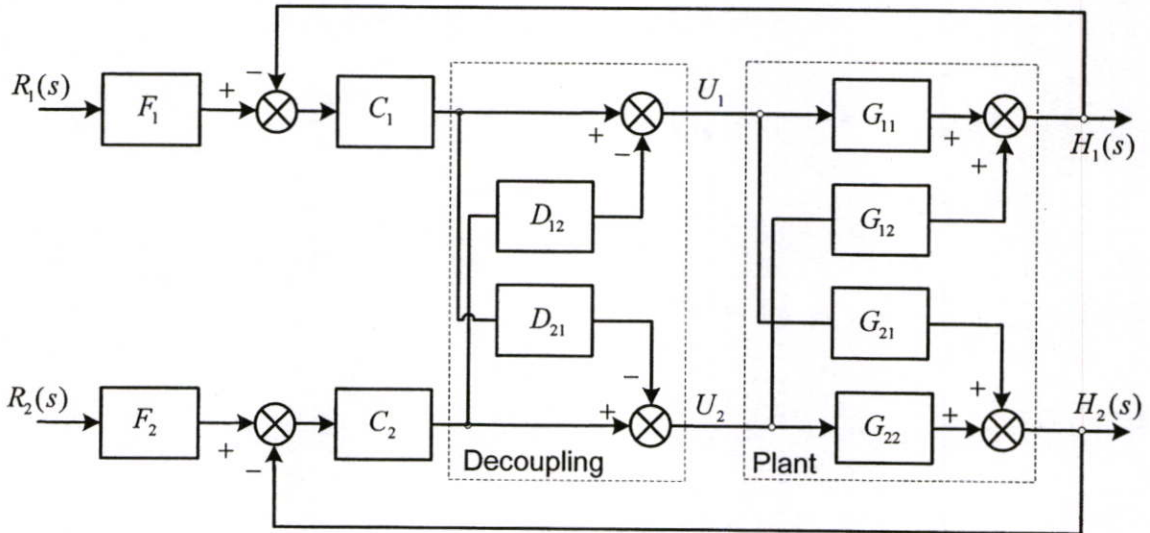 R₁(s)
F₁
+
−
C₁
+
−
U₁
G₁₁
+
+
H₁(s)
D₁₂
G₁₂
D₂₁
G₂₁
R₂(s)
F₂
+
−
C₂
−
+
U₂
G₂₂
+
+
H₂(s)
Decoupling
Plant